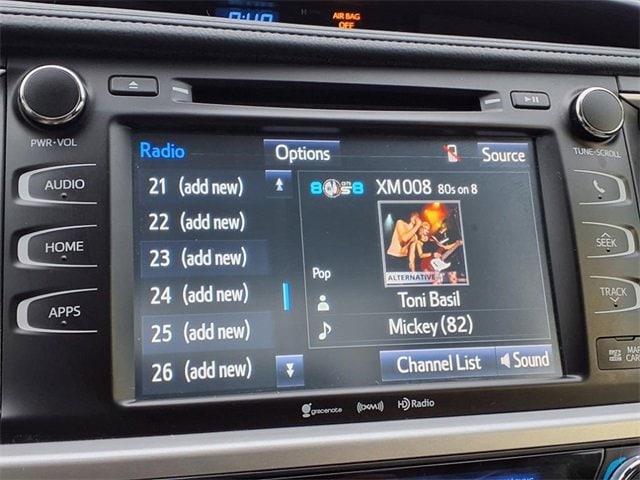 AIR BAG
OFF
PWR·VOL
TUNE·SCROLL
AUDIO
HOME
APPS
SEEK
TRACK
Radio
Options
Source
21 (add new)
22 (add new)
23 (add new)
24 (add new)
25 (add new)
26 (add new)
XM008 80s on 8
ALTERNATIVE
Pop
Toni Basil
Mickey (82)
Channel List
Sound
gracenote
HD Radio